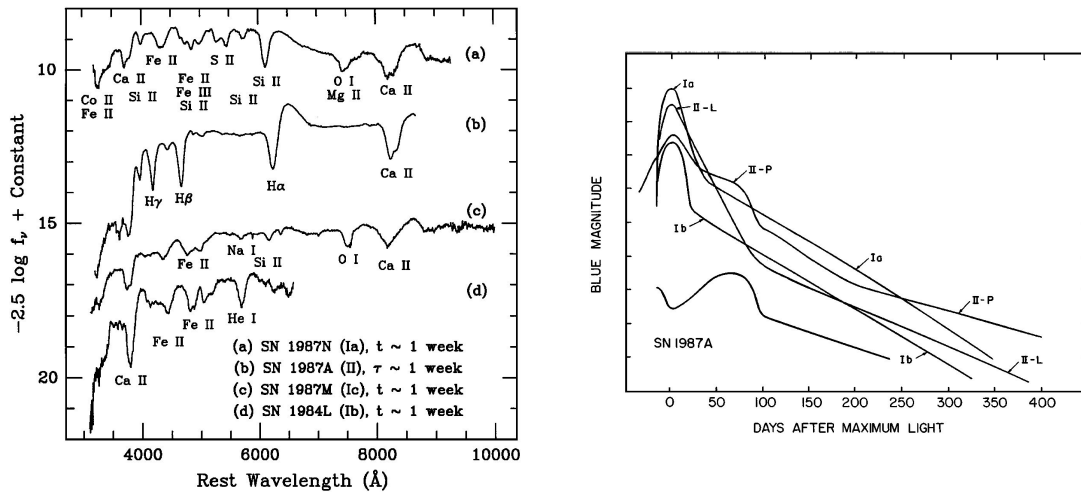 Fe II
S II
(a)
10
Ca II
Si II
Fe II
Fe III
Si II
Si II
Si II
O I
Mg II
Ca II
Co II
Fe II
(b)
Hγ
Hβ
Hα
Ca II
15
(c)
Fe II
Na I
Si II
O I
Ca II
(d)
Fe II
Fe II
He I
Ca II
20
(a) SN 1987N (Ia), t ~ 1 week
(b) SN 1987A (II), τ ~ 1 week
(c) SN 1987M (Ic), t ~ 1 week
(d) SN 1984L (Ib), t ~ 1 week
−2.5 log fν + Constant
4000 6000 8000 10000
Rest Wavelength (Å)
Ia
II-L
II-P
Ib
Ia
II-P
SN 1987A
Ib
II-L
BLUE MAGNITUDE
0 50 100 150 200 250 300 350 400
DAYS AFTER MAXIMUM LIGHT